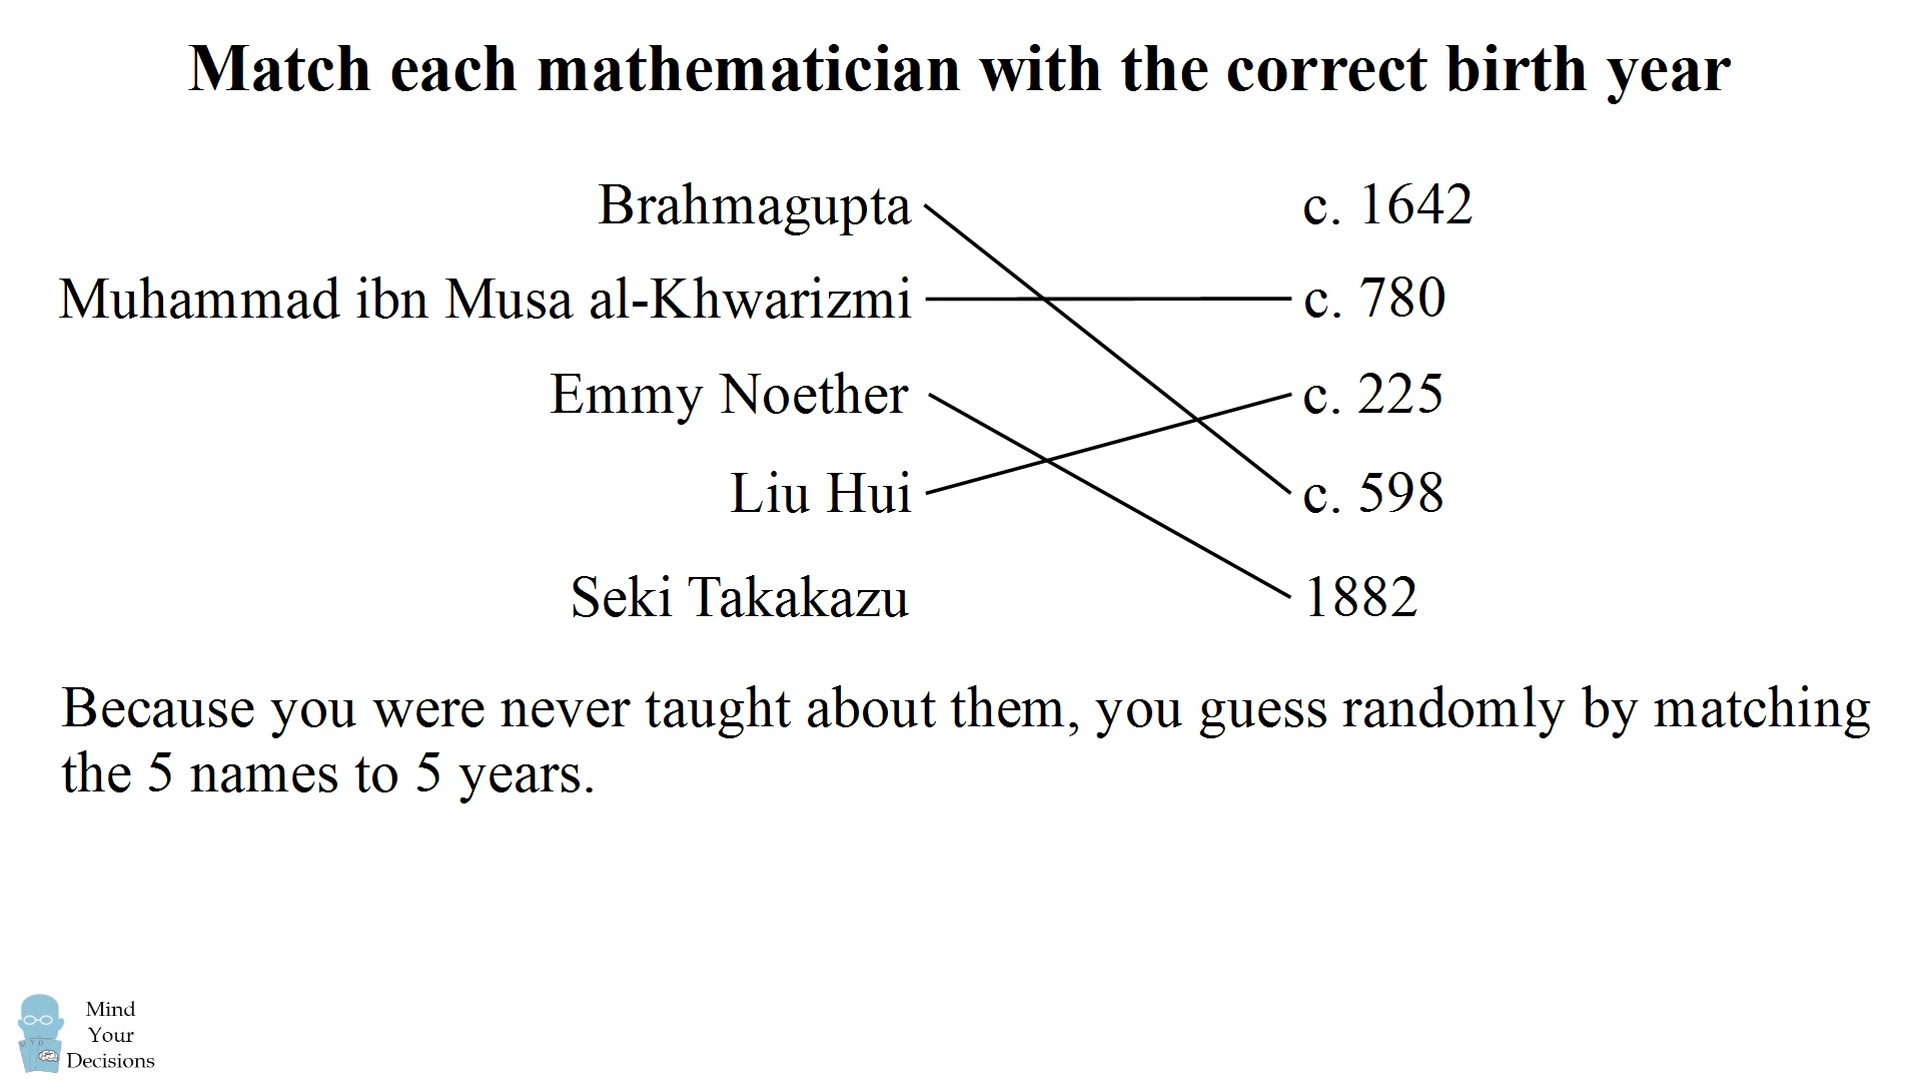 Match each mathematician with the correct birth year
Brahmagupta c. 1642
Muhammad ibn Musa al-Khwarizmi c. 780
Emmy Noether c. 225
Liu Hui c. 598
Seki Takakazu 1882
Because you were never taught about them, you guess randomly by matching
the 5 names to 5 years.
Mind
Your
Decisions